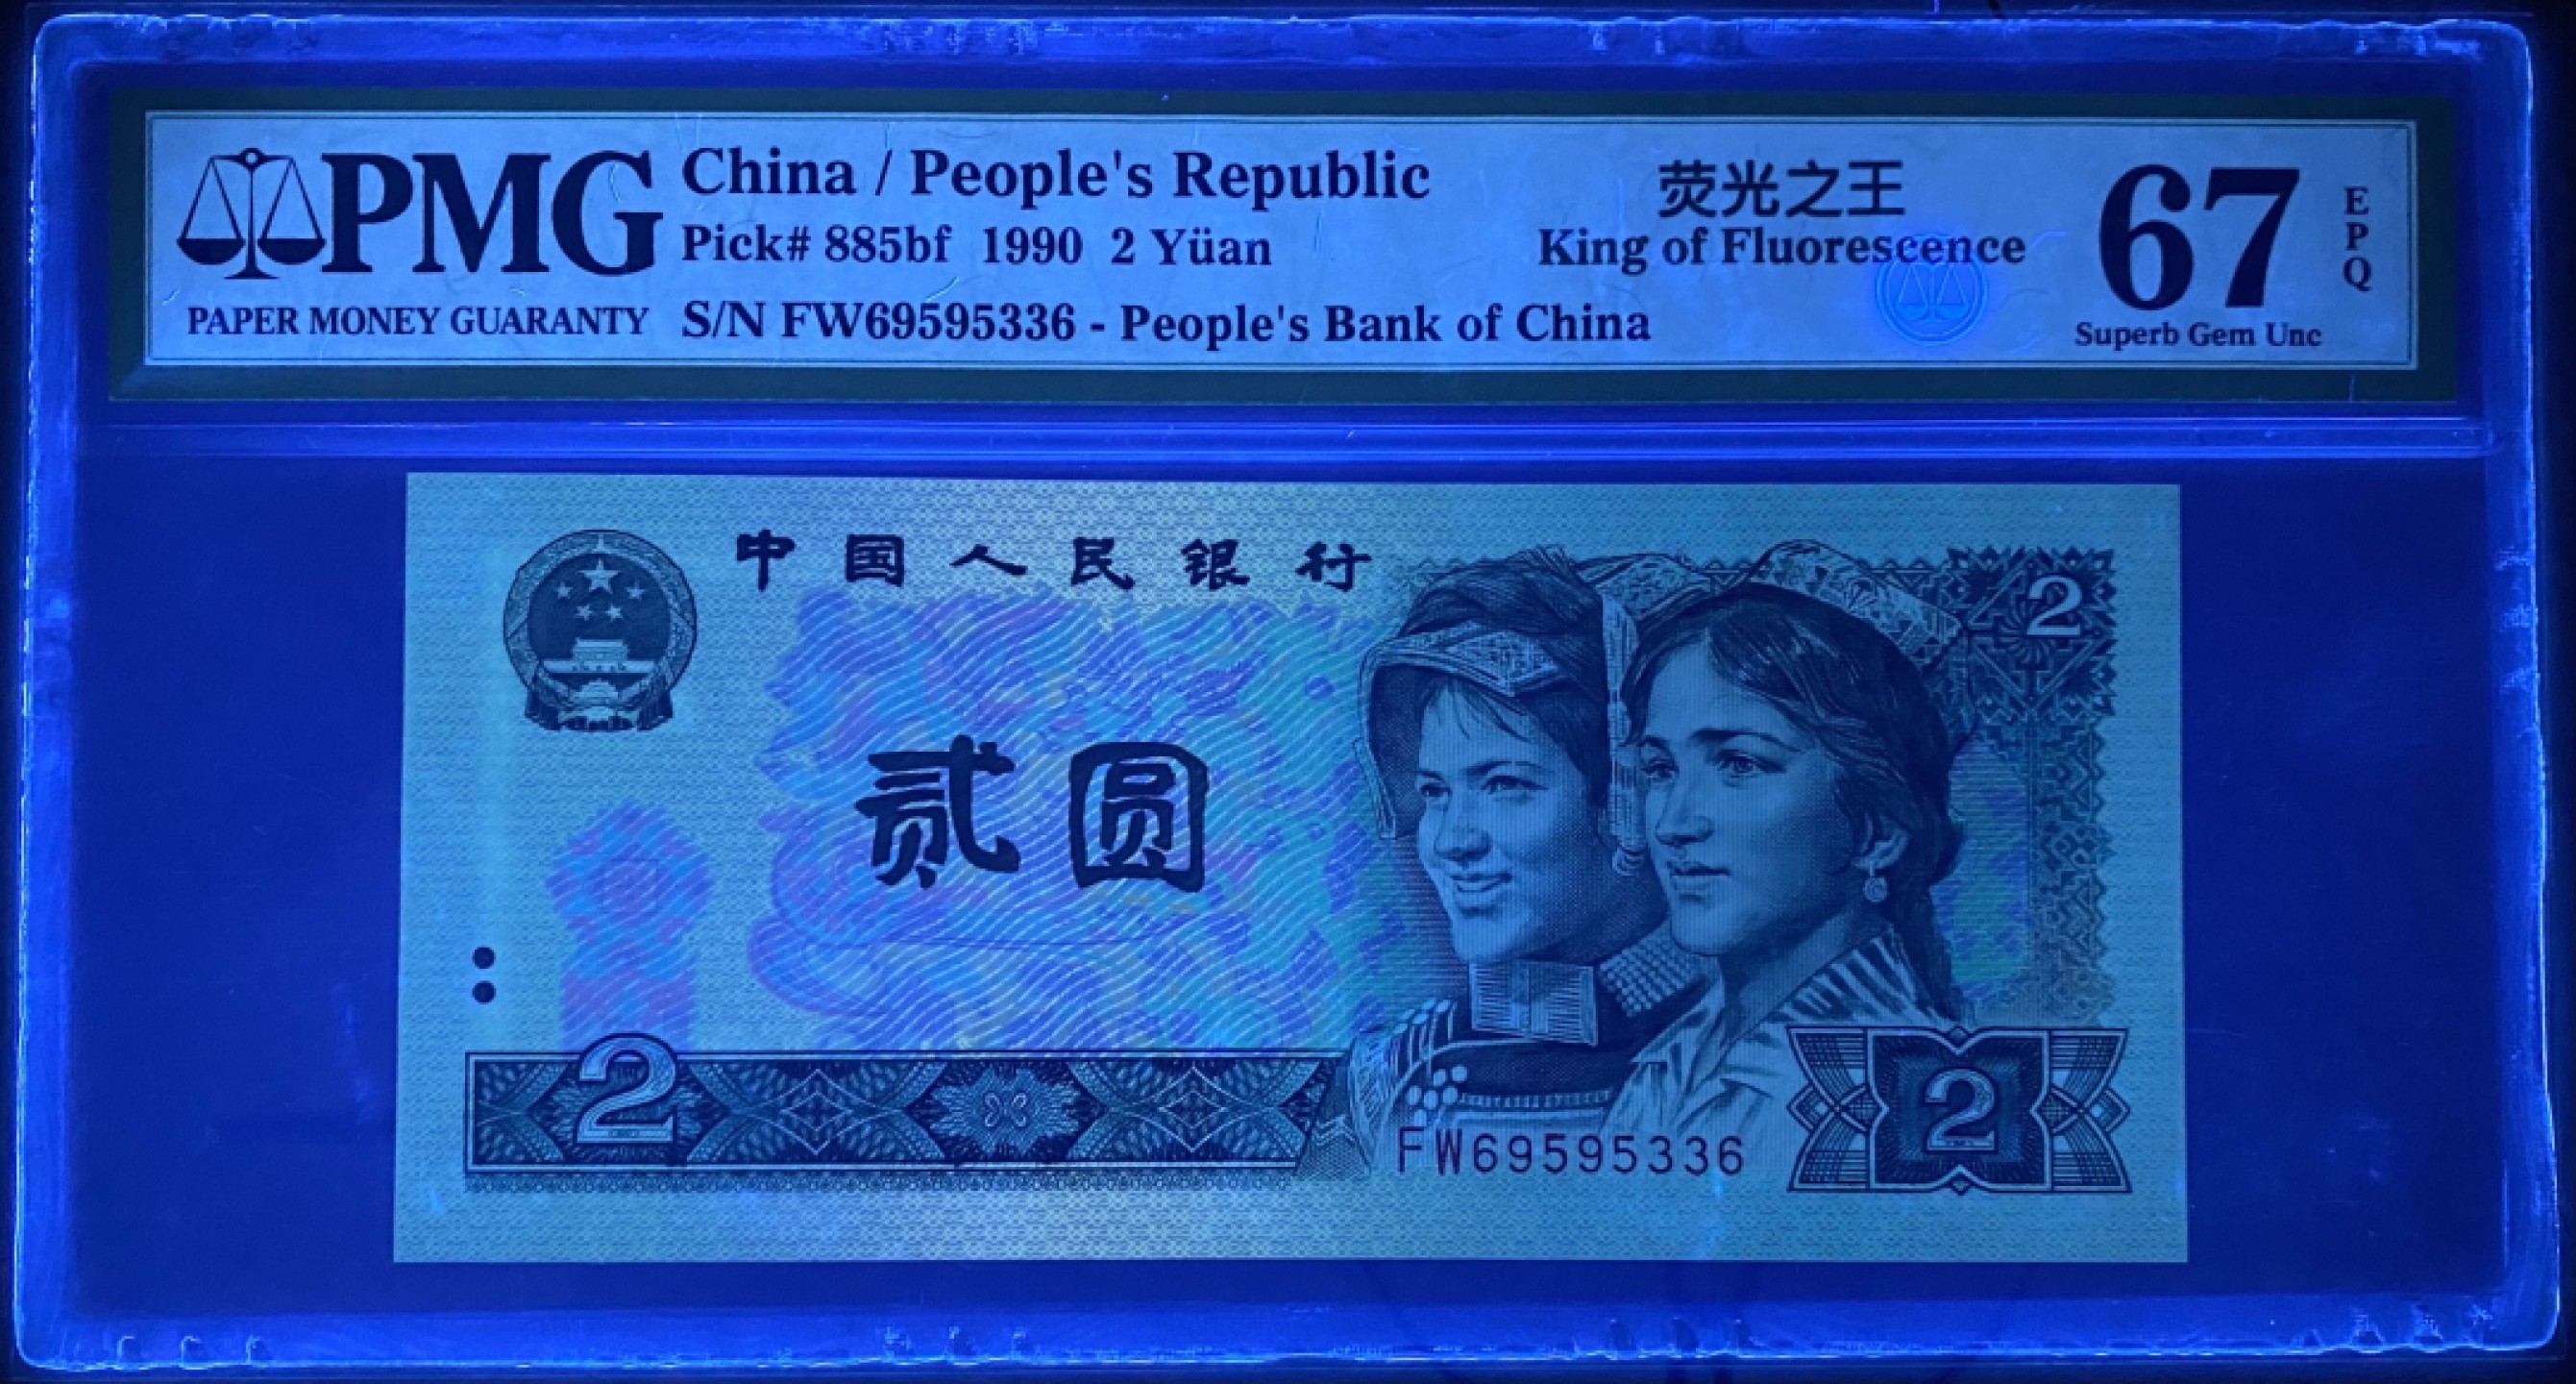 PMG
PAPER MONEY GUARANTY
China / People's Republic
Pick# 885bf 1990 2 Yüan
S/N FW69595336 - People's Bank of China
荧光之王
King of Fluorescence
67
EPQ
Superb Gem Unc
中国人民银行
2
贰圆
2
FW69595336
2